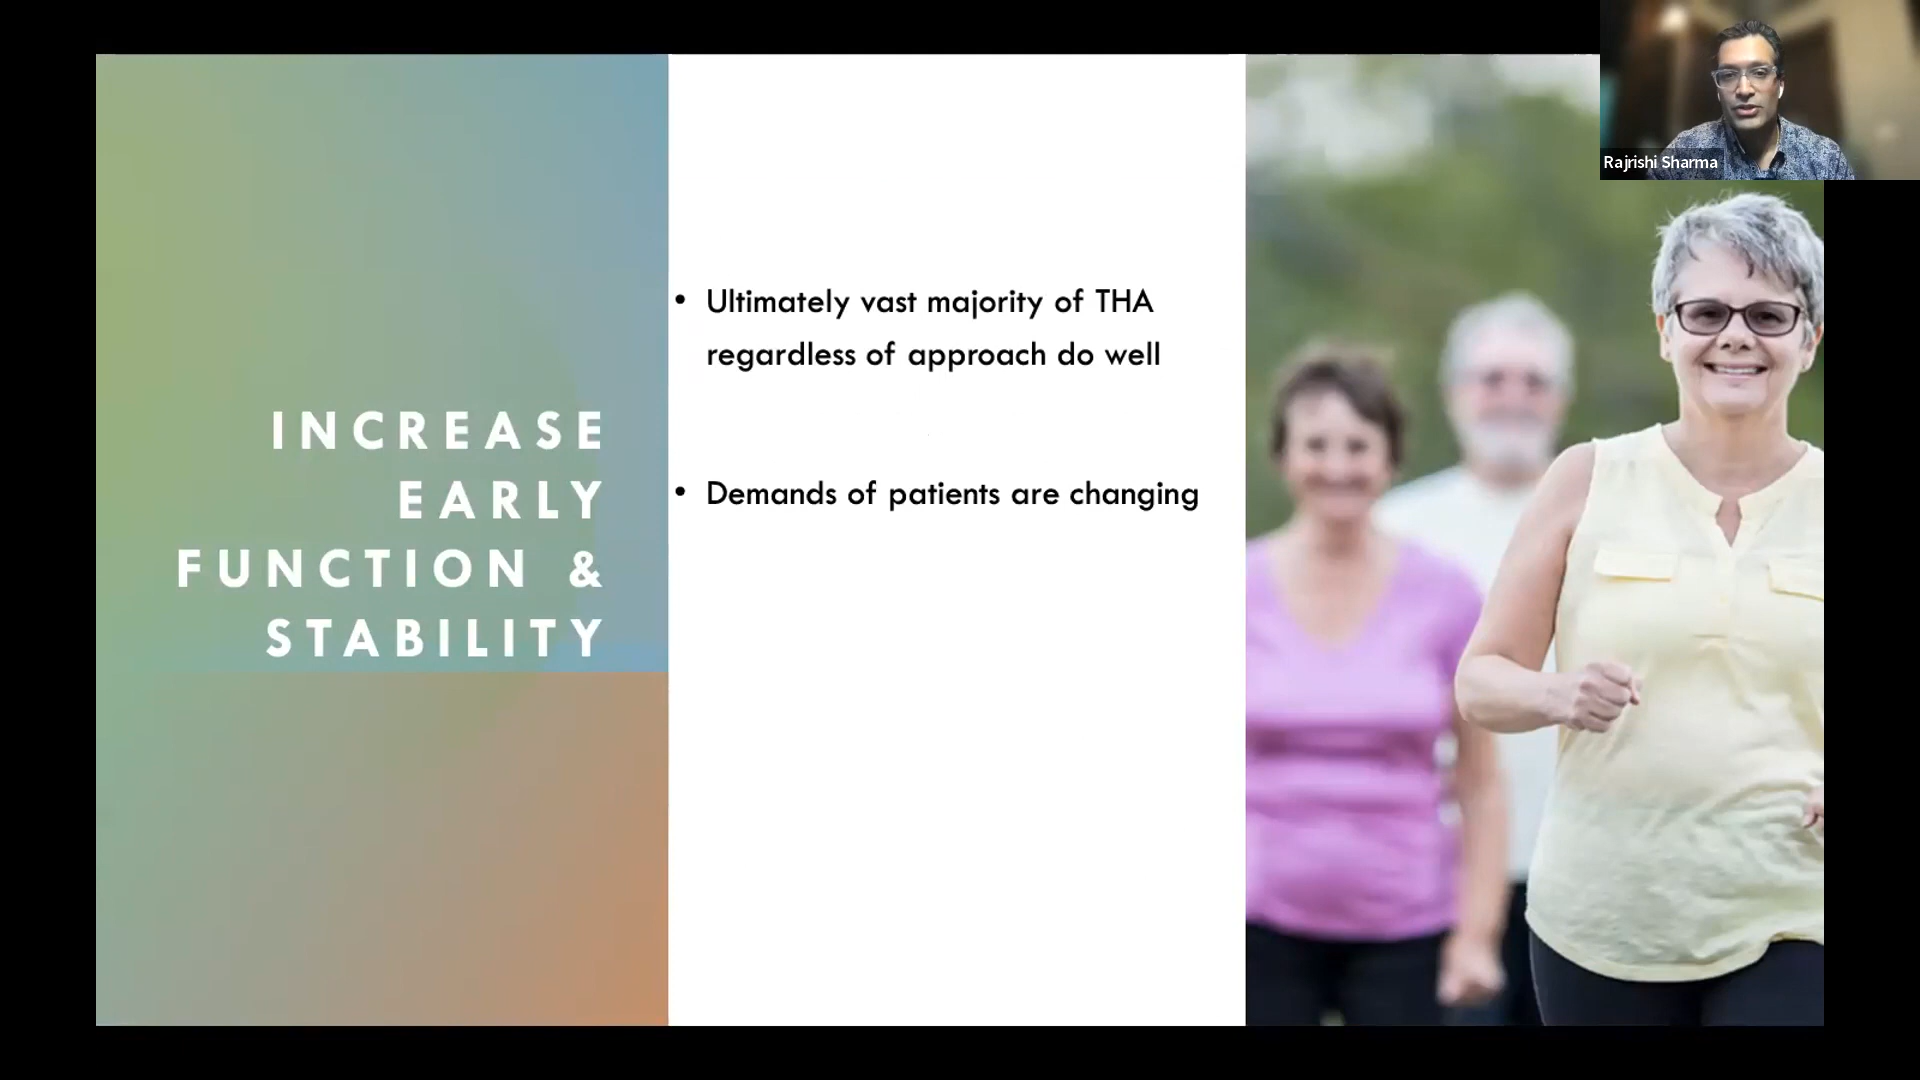 INCREASE
EARLY
FUNCTION &
STABILITY
• Ultimately vast majority of THA
regardless of approach do well
• Demands of patients are changing
Rajrishi Sharma